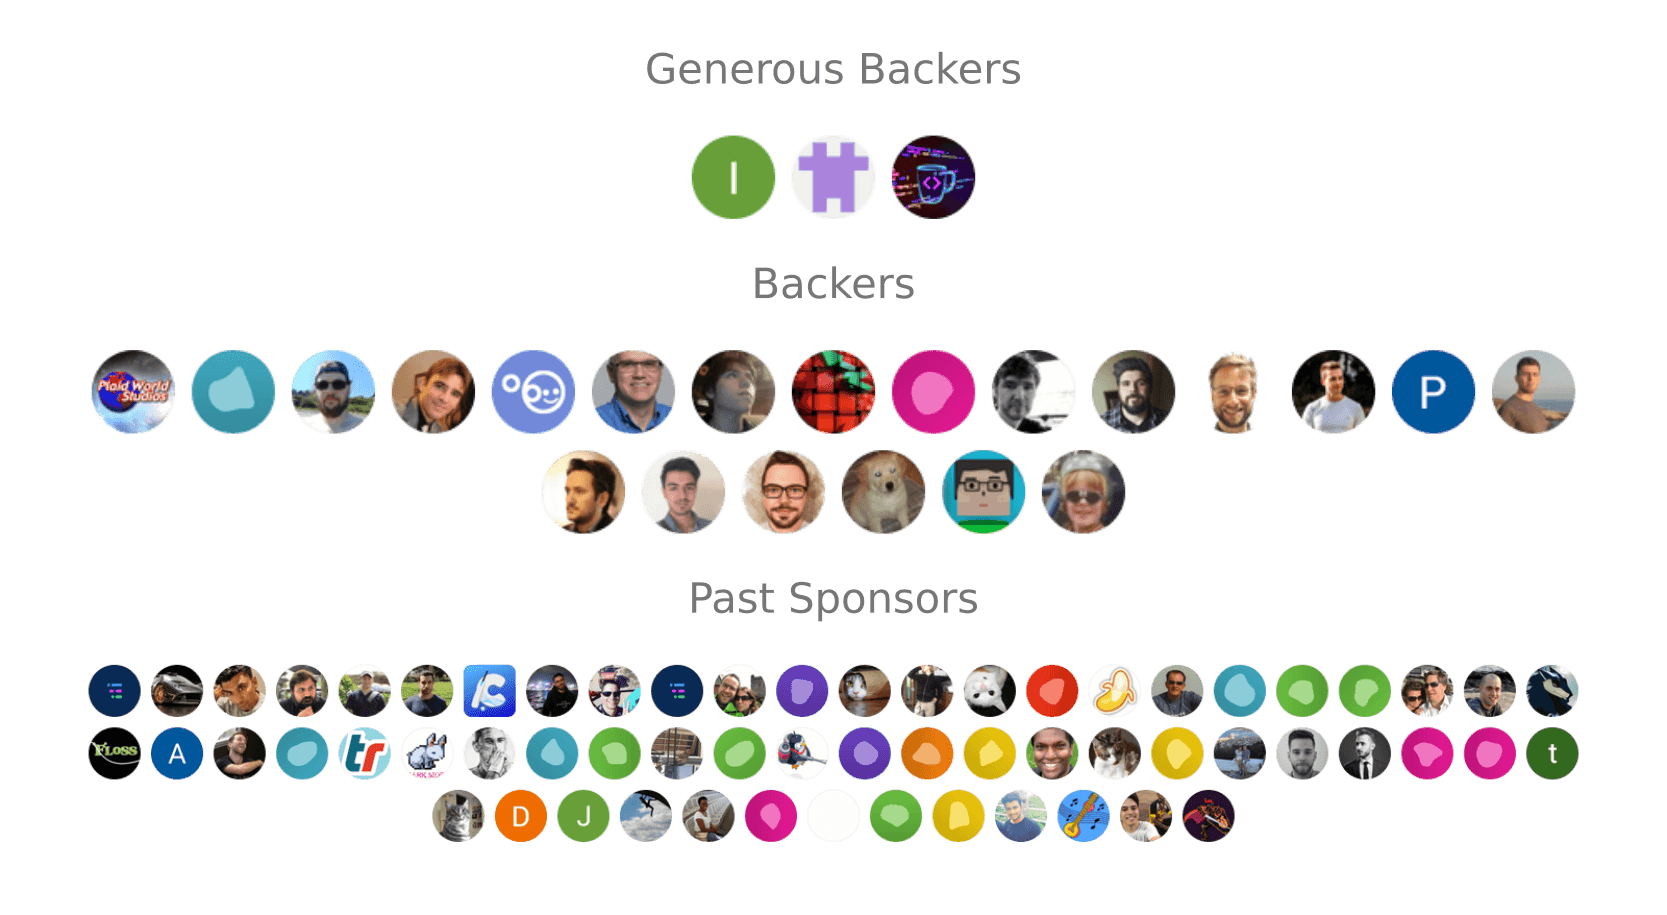 Generous Backers
I
<>
Backers
Plaid World
Studios
P
Past Sponsors
FLOSS
A
tr
t
D
J